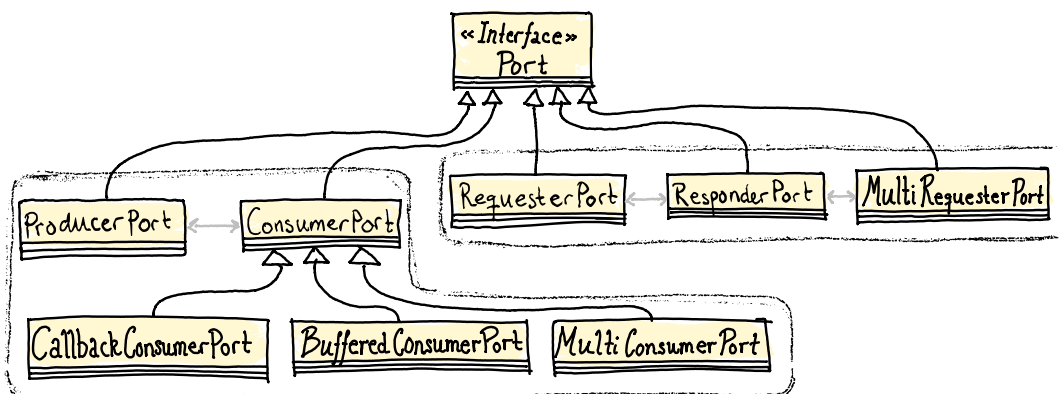 «Interface»
Port
ProducerPort
ConsumerPort
RequesterPort
ResponderPort
MultiRequesterPort
CallbackConsumerPort
BufferedConsumerPort
MultiConsumerPort